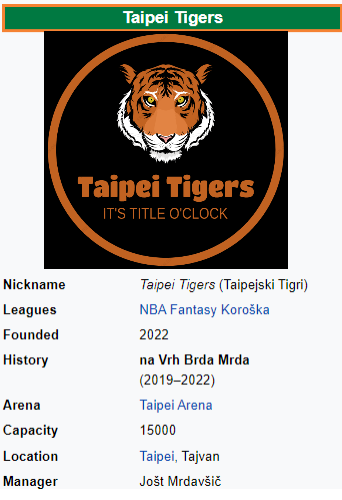 Taipei Tigers
Taipei Tigers
IT'S TITLE O'CLOCK
Nickname Taipei Tigers (Taipejski Tigri)
Leagues NBA Fantasy Koroška
Founded 2022
History na Vrh Brda Mrda
(2019–2022)
Arena Taipei Arena
Capacity 15000
Location Taipei, Tajvan
Manager Jošt Mrdavšič